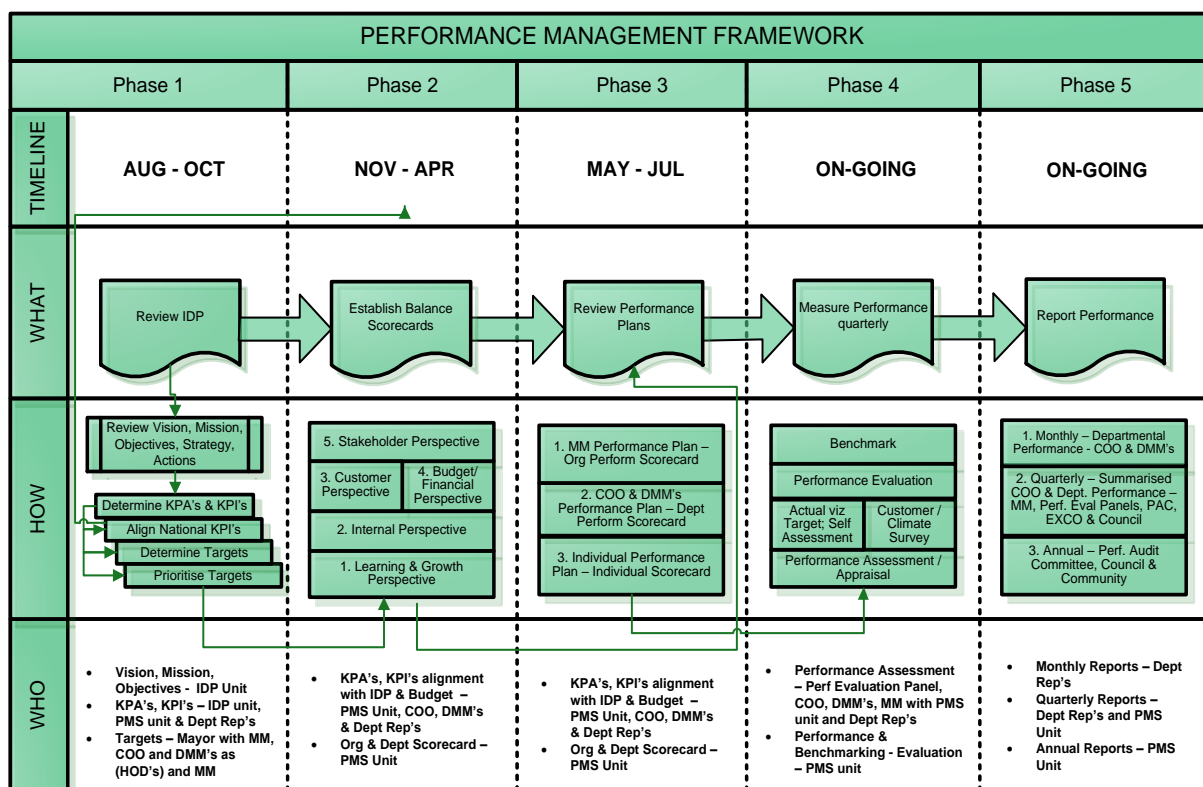 PERFORMANCE MANAGEMENT FRAMEWORK
Phase 1
Phase 2
Phase 3
Phase 4
Phase 5
TIMELINE
AUG - OCT
NOV - APR
MAY - JUL
ON-GOING
ON-GOING
WHAT
Review IDP
Establish Balance
Scorecards
Review Performance
Plans
Measure Performance
quarterly
Report Performance
HOW
Review Vision, Mission,
Objectives, Strategy,
Actions
Determine KPA's & KPI's
Align National KPI's
Determine Targets
Prioritise Targets
5. Stakeholder Perspective
3. Customer
Perspective
4. Budget/
Financial
Perspective
2. Internal Perspective
1. Learning & Growth
Perspective
1. MM Performance Plan –
Org Perform Scorecard
2. COO & DMM's
Performance Plan – Dept
Perform Scorecard
3. Individual Performance
Plan – Individual Scorecard
Benchmark
Performance Evaluation
Actual viz
Target; Self
Assessment
Customer /
Climate
Survey
Performance Assessment /
Appraisal
1. Monthly – Departmental
Performance - COO & DMM's
2. Quarterly – Summarised
COO & Dept. Performance –
MM, Perf. Eval Panels, PAC,
EXCO & Council
3. Annual – Perf. Audit
Committee, Council &
Community
WHO
• Vision, Mission,
Objectives - IDP Unit
• KPA's, KPI's – IDP unit,
PMS unit & Dept Rep's
• Targets – Mayor with MM,
COO and DMM's as
(HOD's) and MM
• KPA's, KPI's alignment
with IDP & Budget –
PMS Unit, COO, DMM's
& Dept Rep's
• Org & Dept Scorecard –
PMS Unit
• KPA's, KPI's alignment
with IDP & Budget –
PMS Unit, COO, DMM's
& Dept Rep's
• Org & Dept Scorecard –
PMS Unit
• Performance Assessment
– Perf Evaluation Panel,
COO, DMM's, MM with PMS
unit and Dept Rep's
• Performance &
Benchmarking - Evaluation
– PMS unit
• Monthly Reports – Dept
Rep's
• Quarterly Reports –
Dept Rep's and PMS
Unit
• Annual Reports – PMS
Unit